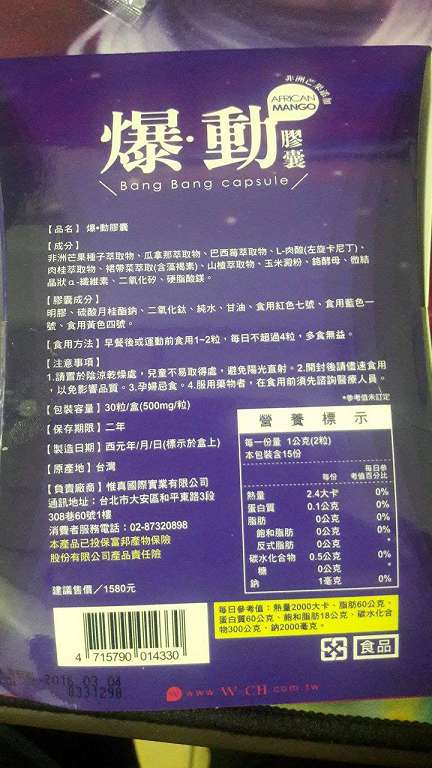 非洲芒果添加
AFRICAN
MANGO
爆·動膠囊
Bang Bang capsule
【品名】爆•動膠囊
【成分】
非洲芒果種子萃取物、瓜拿那萃取物、巴西莓萃取物、L-肉酸(左旋卡尼丁)、
肉桂萃取物、裙帶菜萃取(含藻褐素)、山楂萃取物、玉米澱粉、鉻酵母、微結
晶狀α-纖維素、二氧化矽、硬脂酸鎂。
【膠囊成分】
明膠、硫酸月桂酯鈉、二氧化鈦、純水、甘油、食用紅色七號、食用藍色一
號、食用黃色四號。
【食用方法】早餐後或運動前食用1~2粒，每日不超過4粒，多食無益。
【注意事項】
1.請置於陰涼乾燥處，兒童不易取得處，避免陽光直射。2.開封後請儘速食用
，以免影響品質。3.孕婦忌食。4.服用藥物者，在食用前須先諮詢醫療人員。
【包裝容量】30粒/盒(500mg/粒)
【保存期限】二年
【製造日期】西元年/月/日(標示於盒上)
【原產地】台灣
【負責廠商】惟真國際實業有限公司
通訊地址：台北市大安區和平東路3段
308巷60號1樓
消費者服務電話：02-87320898
本產品已投保富邦產物保險
股份有限公司產品責任險
建議售價／1580元
4 715790 014330
2016 03 04
0331298
*參考值未訂定
營養標示
每一份量 1公克(2粒)
本包裝含15份
每份 每日參考值百分比
熱量 2.4大卡 0%
蛋白質 0.1公克 0%
脂肪 0公克 0%
飽和脂肪 0公克 0%
反式脂肪 0公克 *
碳水化合物 0.5公克 0%
糖 0公克 *
鈉 1毫克 0%
每日參考值：熱量2000大卡、脂肪60公克、
蛋白質60公克、飽和脂肪18公克、碳水化合
物300公克、鈉2000毫克。
食品
www.W-CH.com.tw